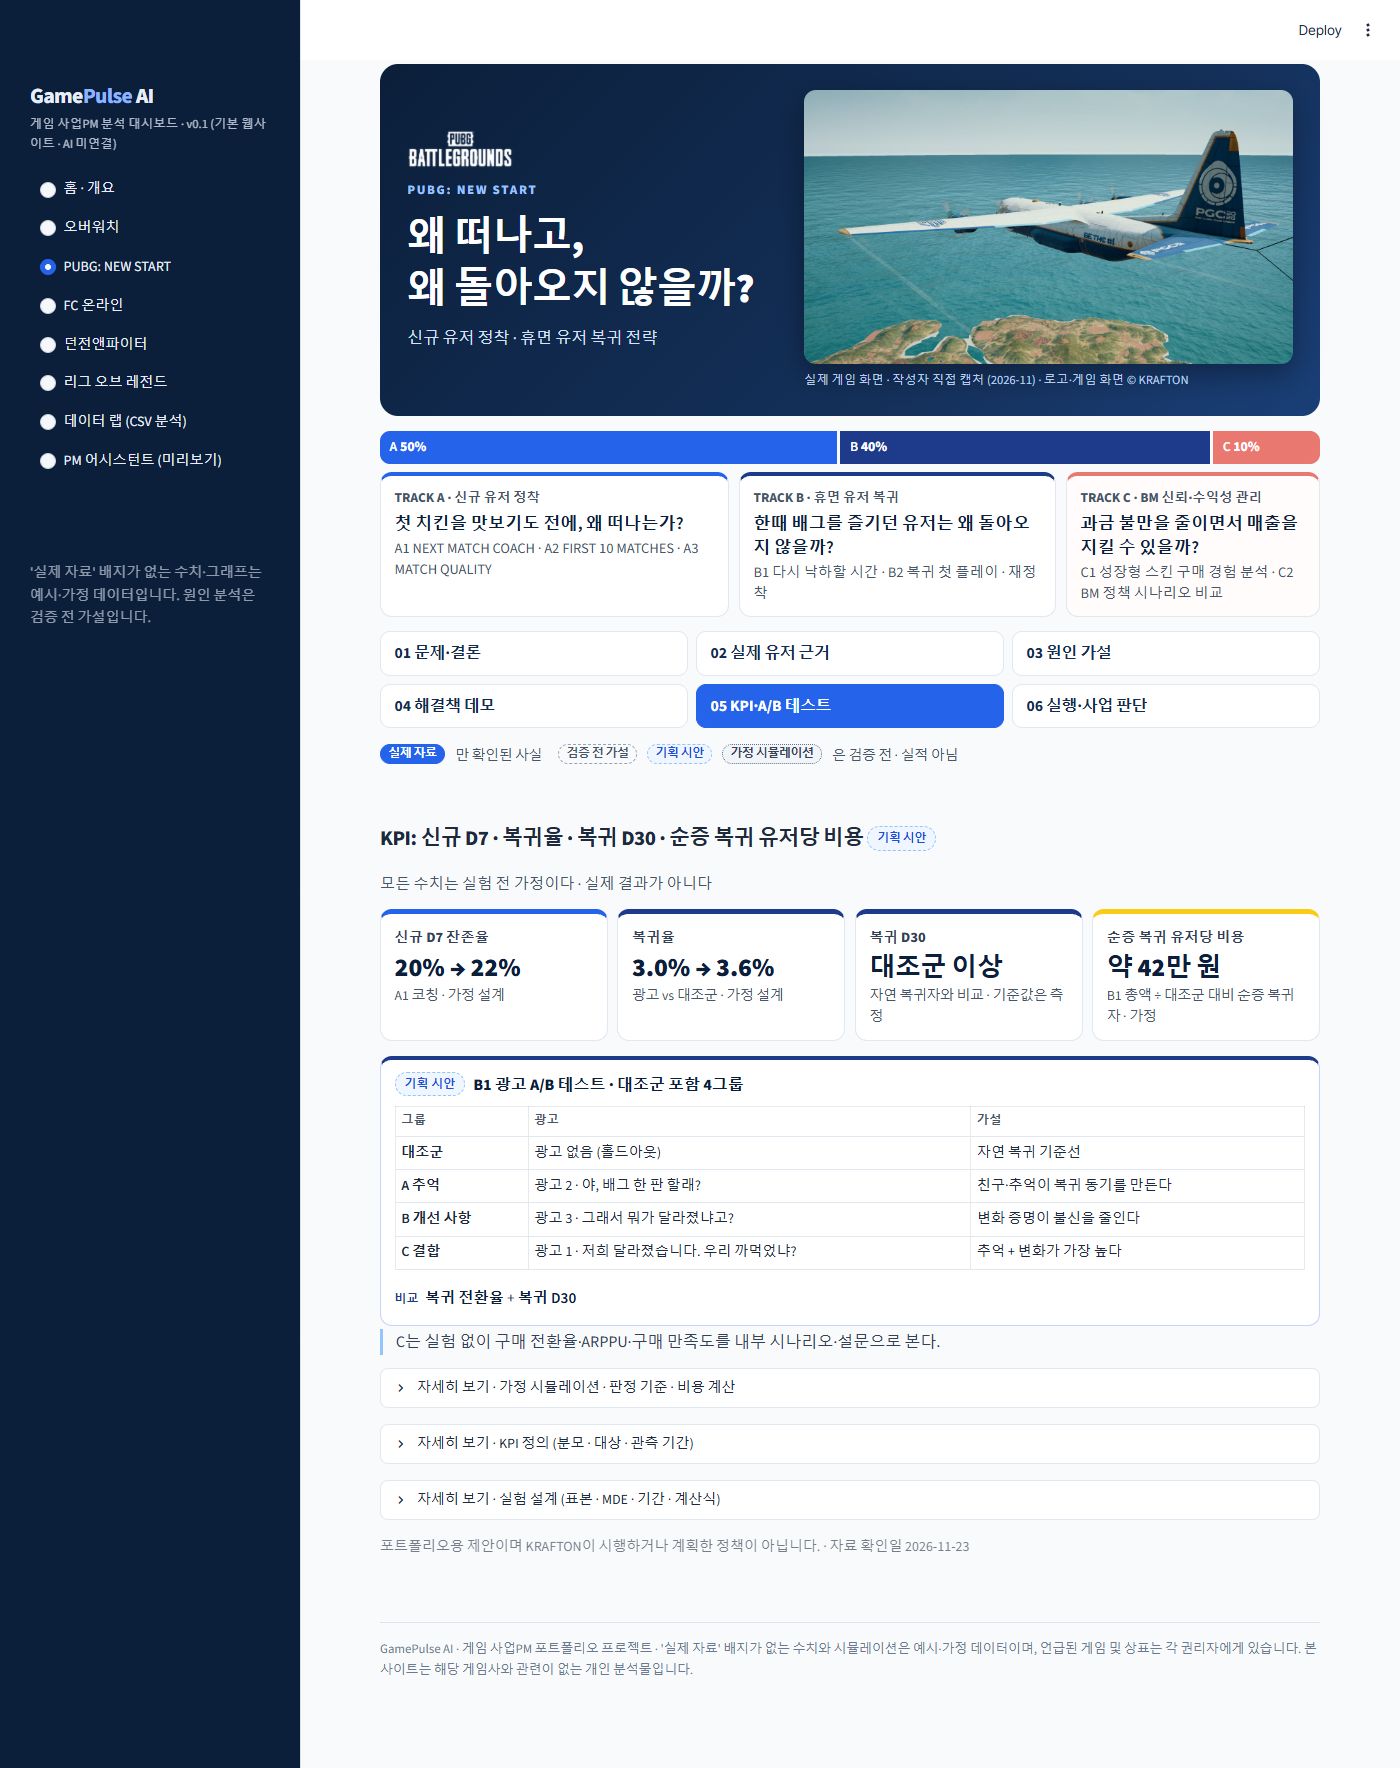 Deploy
GamePulse AI
게임 사업PM 분석 대시보드 · v0.1 (기본 웹사
이트 · AI 미연결)
홈 · 개요
오버워치
PUBG: NEW START
FC 온라인
던전앤파이터
리그 오브 레전드
데이터 랩 (CSV 분석)
PM 어시스턴트 (미리보기)
'실제 자료' 배지가 없는 수치·그래프는
예시·가정 데이터입니다. 원인 분석은
검증 전 가설입니다.
PUBG
BATTLEGROUNDS
PUBG: NEW START
왜 떠나고,
왜 돌아오지 않을까?
신규 유저 정착 · 휴면 유저 복귀 전략
PGC
실제 게임 화면 · 작성자 직접 캡처 (2026-11) · 로고·게임 화면 © KRAFTON
A 50%
B 40%
C 10%
TRACK A · 신규 유저 정착
첫 치킨을 맛보기도 전에, 왜 떠나는가?
A1 NEXT MATCH COACH · A2 FIRST 10 MATCHES · A3
MATCH QUALITY
TRACK B · 휴면 유저 복귀
한때 배그를 즐기던 유저는 왜 돌아오
지 않을까?
B1 다시 낙하할 시간 · B2 복귀 첫 플레이 · 재정
착
TRACK C · BM 신뢰·수익성 관리
과금 불만을 줄이면서 매출을
지킬 수 있을까?
C1 성장형 스킨 구매 경험 분석 · C2
BM 정책 시나리오 비교
01 문제·결론
02 실제 유저 근거
03 원인 가설
04 해결책 데모
05 KPI·A/B 테스트
06 실행·사업 판단
실제 자료 만 확인된 사실 검증 전 가설 기획 시안 가정 시뮬레이션 은 검증 전 · 실적 아님
KPI: 신규 D7 · 복귀율 · 복귀 D30 · 순증 복귀 유저당 비용 기획 시안
모든 수치는 실험 전 가정이다 · 실제 결과가 아니다
신규 D7 잔존율
20% → 22%
A1 코칭 · 가정 설계
복귀율
3.0% → 3.6%
광고 vs 대조군 · 가정 설계
복귀 D30
대조군 이상
자연 복귀자와 비교 · 기준값은 측
정
순증 복귀 유저당 비용
약 42만 원
B1 총액 ÷ 대조군 대비 순증 복귀
자 · 가정
기획 시안 B1 광고 A/B 테스트 · 대조군 포함 4그룹
그룹 광고 가설
대조군 광고 없음 (홀드아웃) 자연 복귀 기준선
A 추억 광고 2 · 야, 배그 한 판 할래? 친구·추억이 복귀 동기를 만든다
B 개선 사항 광고 3 · 그래서 뭐가 달라졌냐고? 변화 증명이 불신을 줄인다
C 결합 광고 1 · 저희 달라졌습니다. 우리 까먹었냐? 추억 + 변화가 가장 높다
비교 복귀 전환율 + 복귀 D30
C는 실험 없이 구매 전환율·ARPPU·구매 만족도를 내부 시나리오·설문으로 본다.
자세히 보기 · 가정 시뮬레이션 · 판정 기준 · 비용 계산
자세히 보기 · KPI 정의 (분모 · 대상 · 관측 기간)
자세히 보기 · 실험 설계 (표본 · MDE · 기간 · 계산식)
포트폴리오용 제안이며 KRAFTON이 시행하거나 계획한 정책이 아닙니다. · 자료 확인일 2026-11-23
GamePulse AI · 게임 사업PM 포트폴리오 프로젝트 · '실제 자료' 배지가 없는 수치와 시뮬레이션은 예시·가정 데이터이며, 언급된 게임 및 상표는 각 권리자에게 있습니다. 본
사이트는 해당 게임사와 관련이 없는 개인 분석물입니다.